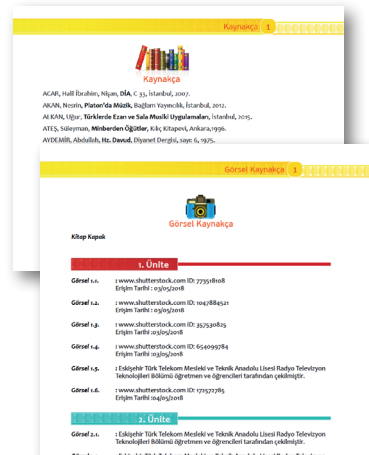 Kaynakça 1
Kaynakça
ACAR, Halil İbrahim, Nişan, DİA, C 33, İstanbul, 2007.
AKAN, Nesrin, Platon'da Müzik, Bağlam Yayıncılık, İstanbul, 2012.
ALKAN, Uğur, Türklerde Ezan ve Sala Musiki Uygulamaları, İstanbul, 2015.
ATEŞ, Süleyman, Minberden Öğütler, Kılıç Kitapevi, Ankara,1996.
AYDEMİR, Abdullah, Hz. Davud, Diyanet Dergisi, sayı: 6, 1975.
Görsel Kaynakça 1
Görsel Kaynakça
Kitap Kapak
1. Ünite
Görsel 1.1. : www.shutterstock.com ID: 773518108
Erişim Tarihi : 03/05/2018
Görsel 1.2. : www.shutterstock.com ID: 1047884521
Erişim Tarihi : 03/05/2018
Görsel 1.3. : www.shutterstock.com ID: 357530825
Erişim Tarihi :03/05/2018
Görsel 1.4. : www.shutterstock.com ID: 654099784
Erişim Tarihi :03/05/2018
Görsel 1.5. : Eskişehir Türk Telekom Mesleki ve Teknik Anadolu Lisesi Radyo Televizyon
Teknolojileri Bölümü öğretmen ve öğrencileri tarafından çekilmiştir.
Görsel 1.6. : www.shutterstock.com ID: 172572785
Erişim Tarihi :04/05/2018
2. Ünite
Görsel 2.1. : Eskişehir Türk Telekom Mesleki ve Teknik Anadolu Lisesi Radyo Televizyon
Teknolojileri Bölümü öğretmen ve öğrencileri tarafından çekilmiştir.